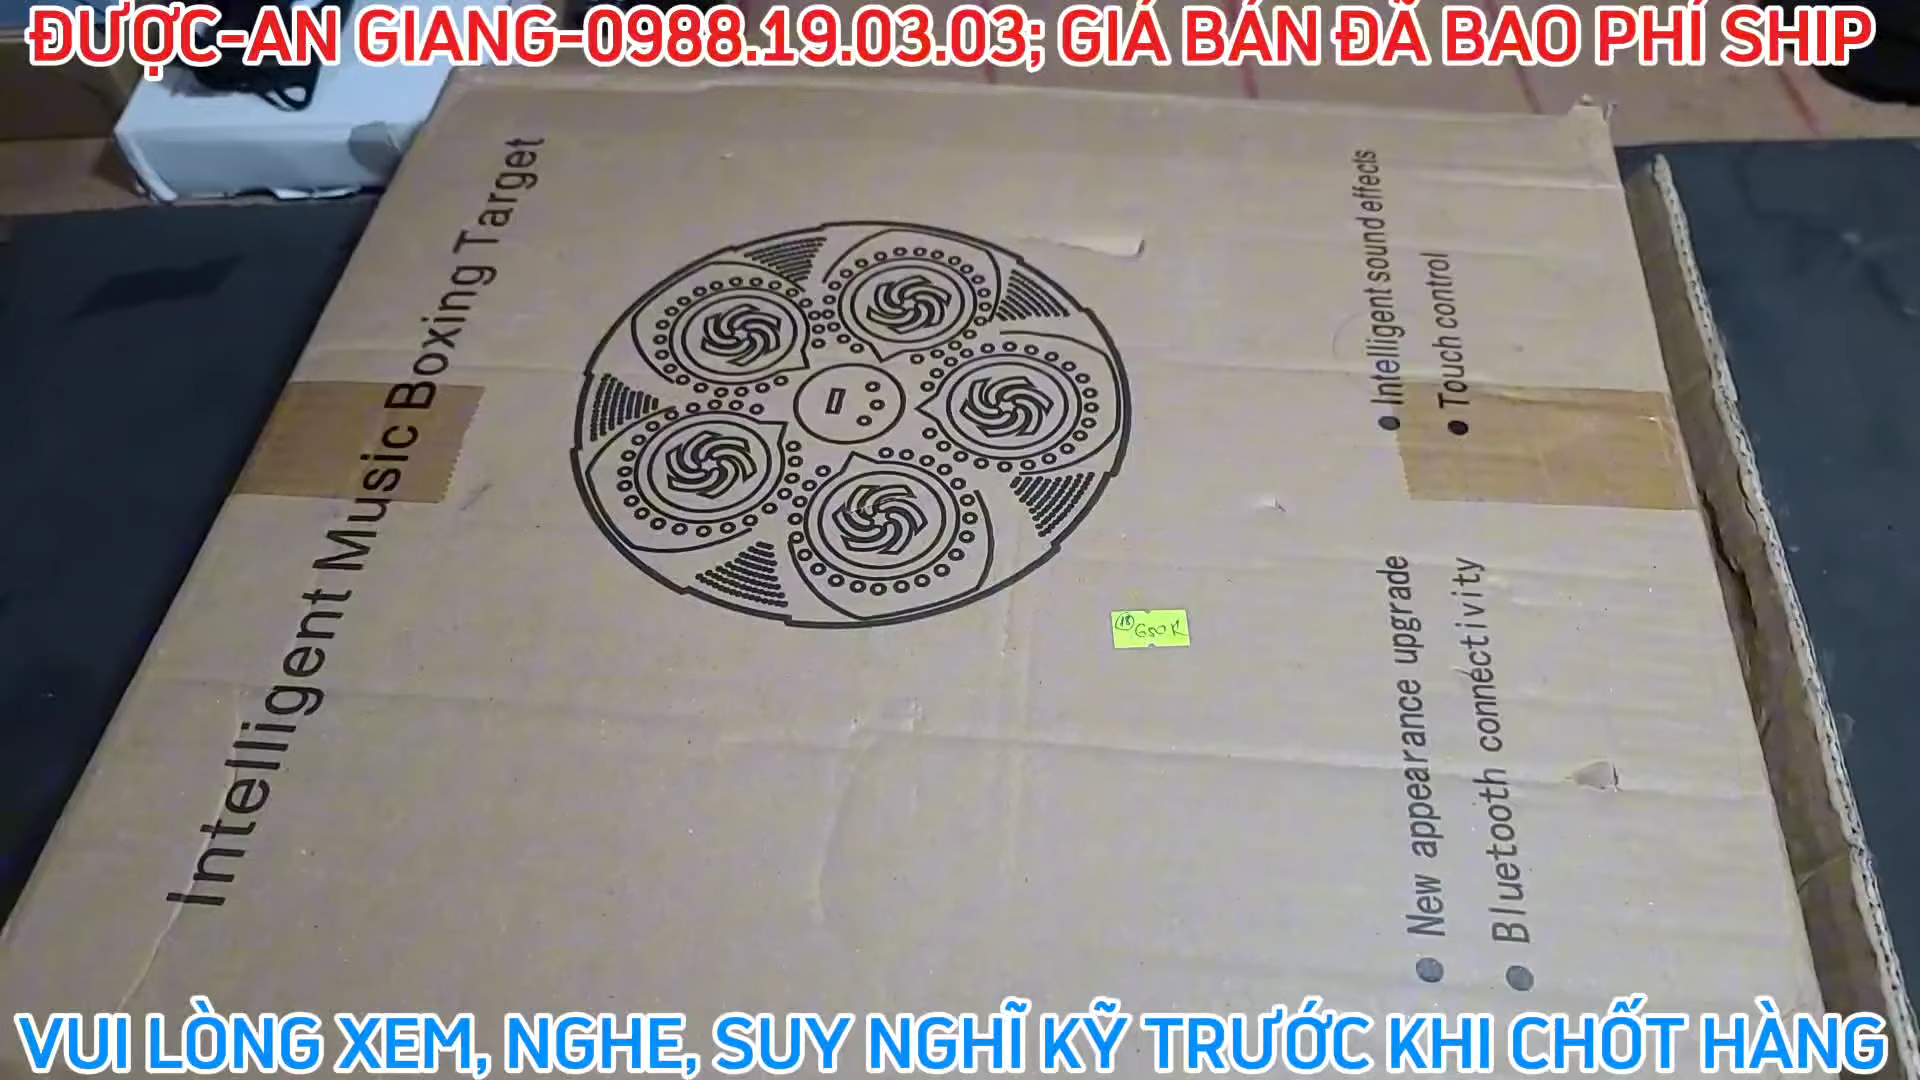 ĐƯỢC-AN GIANG-0988.19.03.03; GIÁ BÁN ĐÃ BAO PHÍ SHIP
Intelligent Music Boxing Target
● Intelligent sound effects
● Touch control
● New appearance upgrade
● Bluetooth connectivity
18 650K
VUI LÒNG XEM, NGHE, SUY NGHĨ KỸ TRƯỚC KHI CHỐT HÀNG